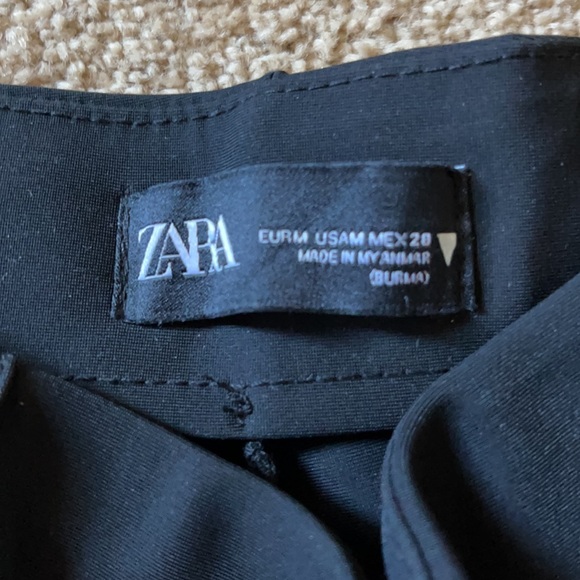 ZARA
EUR M USA M MEX 28
MADE IN MYANMAR
(BURMA)